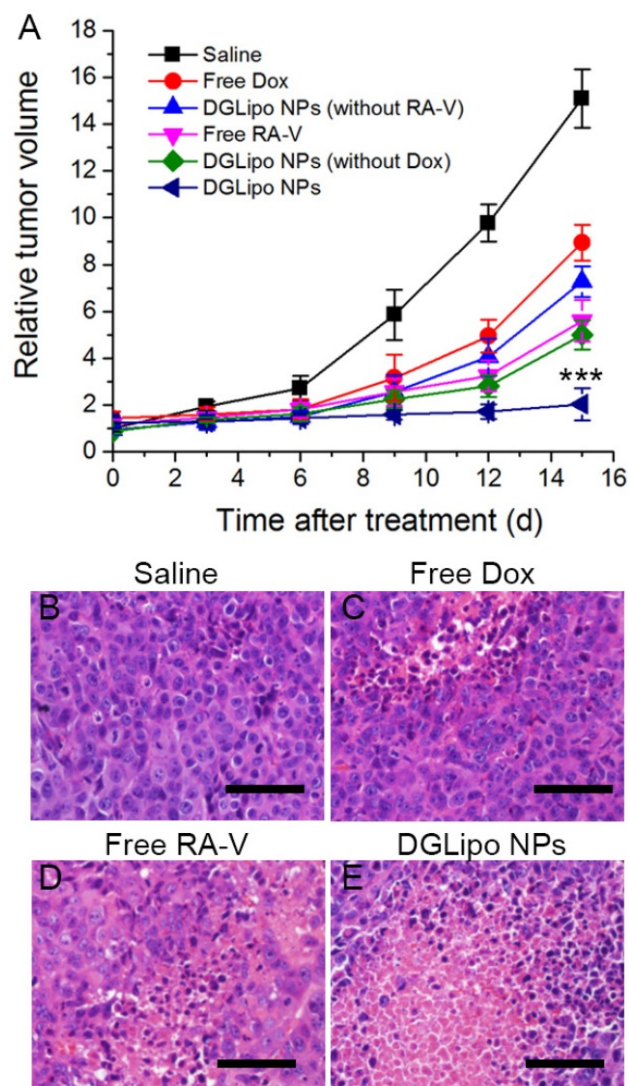 A
18
16
14
12
10
8
6
4
2
0
Relative tumor volume
Saline
Free Dox
DGLipo NPs (without RA-V)
Free RA-V
DGLipo NPs (without Dox)
DGLipo NPs
***
0 2 4 6 8 10 12 14 16
Time after treatment (d)
Saline Free Dox
B C
Free RA-V DGLipo NPs
D E